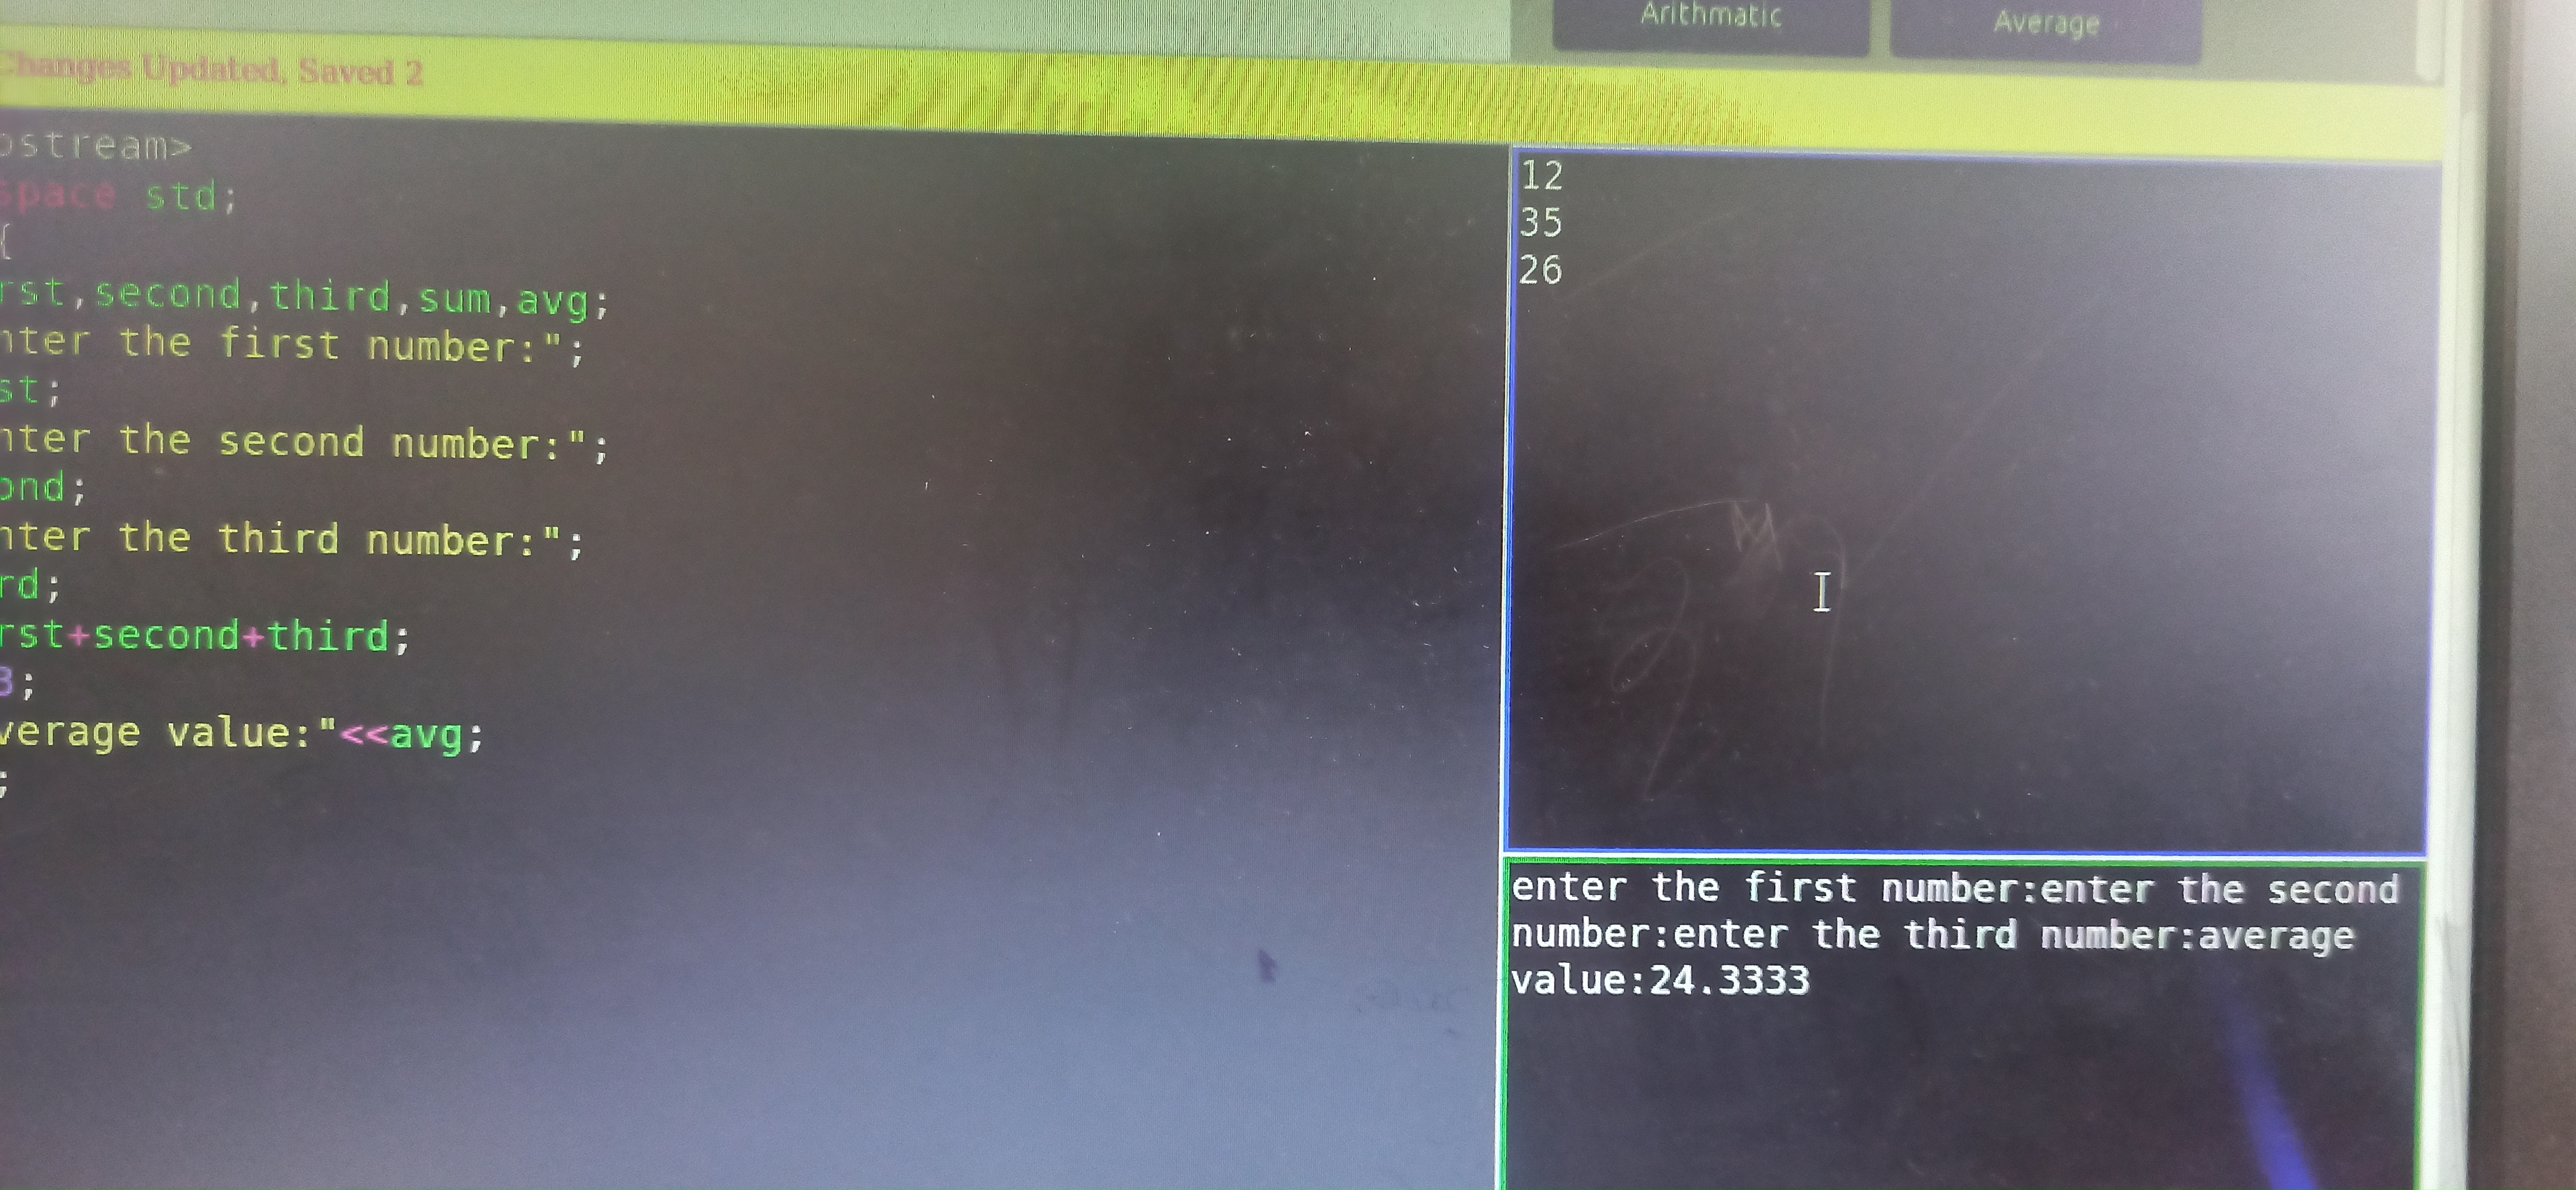 Arithmatic
Average
Changes Updated, Saved 2
ostream>
space std;
{
rst,second,third,sum,avg;
nter the first number:";
st;
nter the second number:";
ond;
nter the third number:";
rd;
rst+second+third;
3;
verage value:"<<avg;
;
12
35
26
enter the first number:enter the second
number:enter the third number:average
value:24.3333